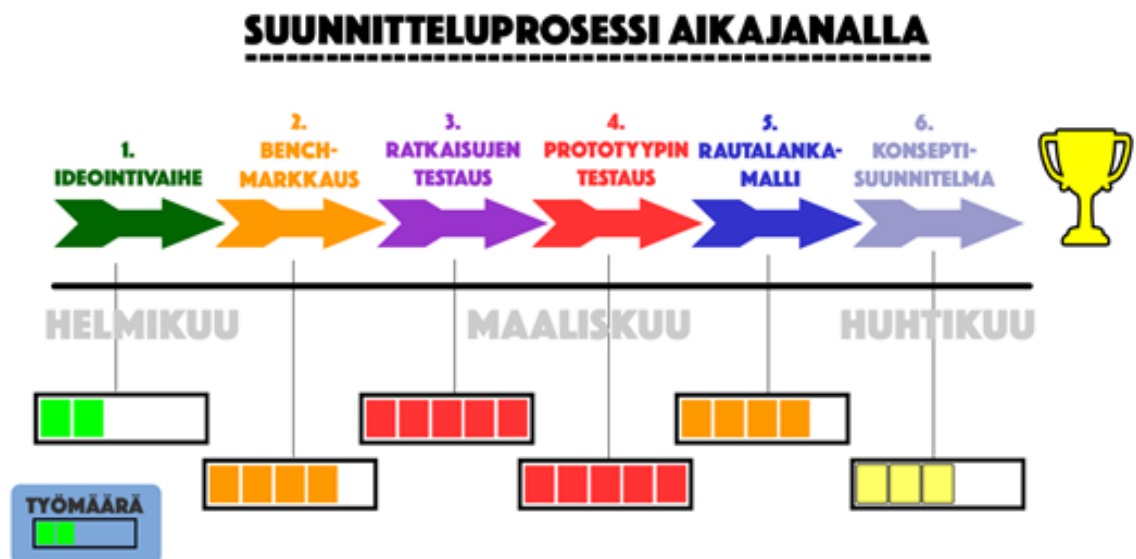 SUUNNITTELUPROSESSI AIKAJANALLA
1.
IDEOINTIVAIHE
2.
BENCH-
MARKKAUS
3.
RATKAISUJEN
TESTAUS
4.
PROTOTYYPIN
TESTAUS
5.
RAUTALANKA-
MALLI
6.
KONSEPTI-
SUUNNITELMA
HELMIKUU
MAALISKUU
HUHTIKUU
TYÖMÄÄRÄ